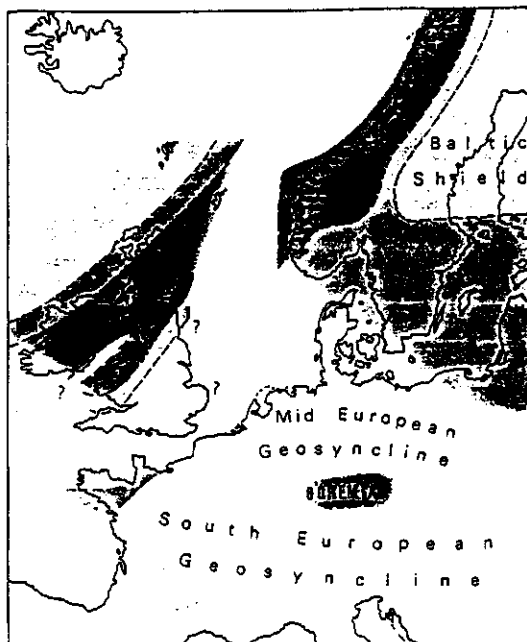 Baltic
Shield
?
?
?
Mid European
Geosyncline
South European
Geosyncline